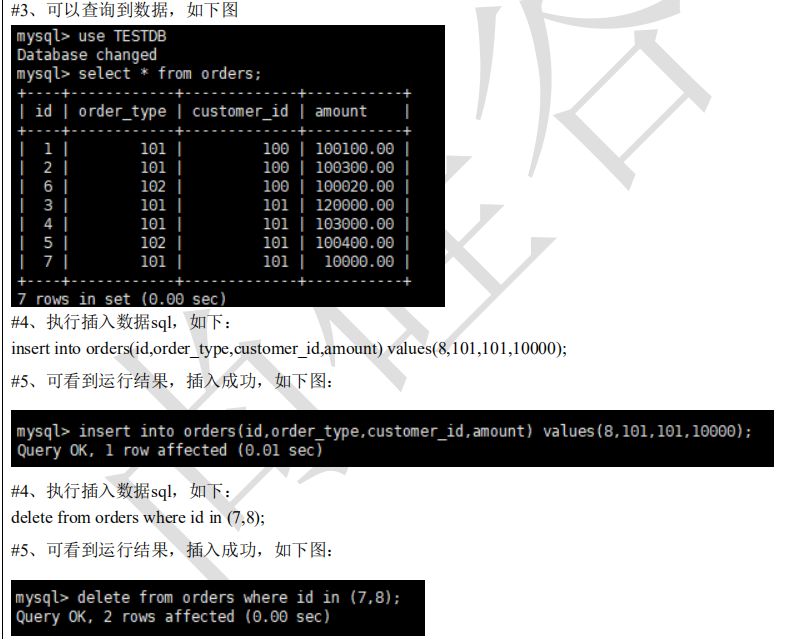 #3、可以查询到数据，如下图
mysql> use TESTDB
Database changed
mysql> select * from orders;
+----+------------+-------------+-----------+
| id | order_type | customer_id | amount    |
+----+------------+-------------+-----------+
|  1 |        101 |         100 | 100100.00 |
|  2 |        101 |         100 | 100300.00 |
|  6 |        102 |         100 | 100020.00 |
|  3 |        101 |         101 | 120000.00 |
|  4 |        101 |         101 | 103000.00 |
|  5 |        102 |         101 | 100400.00 |
|  7 |        101 |         101 |  10000.00 |
+----+------------+-------------+-----------+
7 rows in set (0.00 sec)
#4、执行插入数据sql，如下：
insert into orders(id,order_type,customer_id,amount) values(8,101,101,10000);
#5、可看到运行结果，插入成功，如下图：
mysql> insert into orders(id,order_type,customer_id,amount) values(8,101,101,10000);
Query OK, 1 row affected (0.01 sec)
#4、执行插入数据sql，如下：
delete from orders where id in (7,8);
#5、可看到运行结果，插入成功，如下图：
mysql> delete from orders where id in (7,8);
Query OK, 2 rows affected (0.00 sec)
尚硅谷